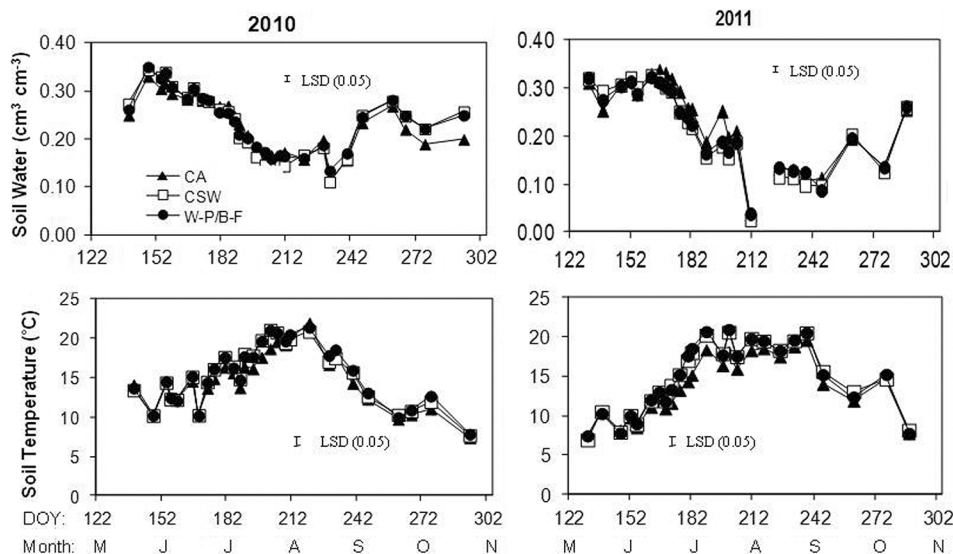 2010
2011
Soil Water (cm³ cm⁻³)
0.40
0.30
0.20
0.10
0.00
LSD (0.05)
CA
CSW
W-P/B-F
122 152 182 212 242 272 302
0.40
0.30
0.20
0.10
0.00
LSD (0.05)
122 152 182 212 242 272 302
Soil Temperature (°C)
25
20
15
10
5
0
LSD (0.05)
25
20
15
10
5
0
LSD (0.05)
DOY: 122 152 182 212 242 272 302 122 152 182 212 242 272 302
Month: M J J A S O N M J J A S O N